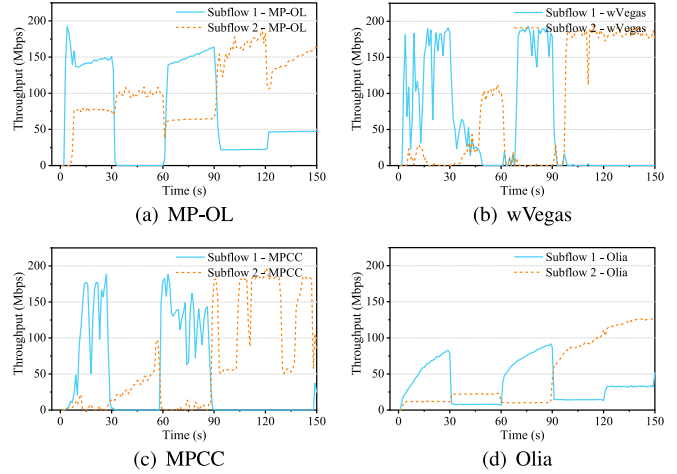 Subflow 1 - MP-OL
Subflow 2 - MP-OL
Throughput (Mbps)
200
150
100
50
0
0 30 60 90 120 150
Time (s)
(a) MP-OL
Subflow 1 - wVegas
Subflow 2 - wVegas
Throughput (Mbps)
200
150
100
50
0
0 30 60 90 120 150
Time (s)
(b) wVegas
Subflow 1 - MPCC
Subflow 2 - MPCC
Throughput (Mbps)
200
150
100
50
0
0 30 60 90 120 150
Time (s)
(c) MPCC
Subflow 1 - Olia
Subflow 2 - Olia
Throughput (Mbps)
200
150
100
50
0
0 30 60 90 120 150
Time (s)
(d) Olia